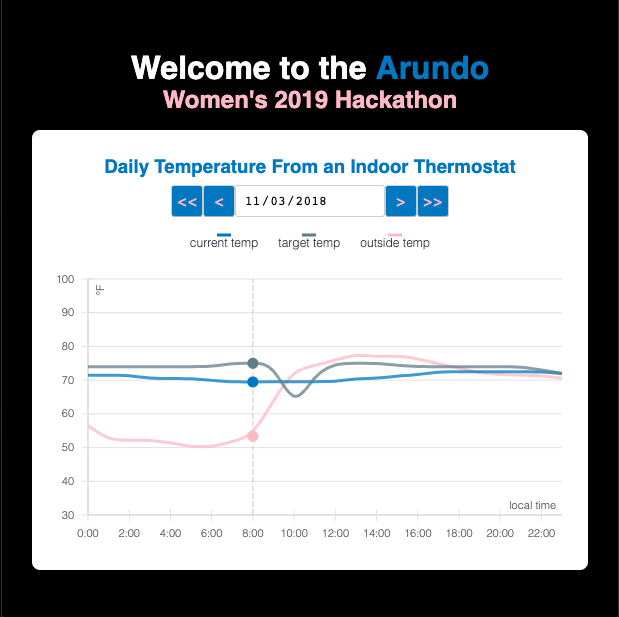 Welcome to the Arundo
Women's 2019 Hackathon
Daily Temperature From an Indoor Thermostat
<< < 11/03/2018 > >>
current temp target temp outside temp
°F
100
90
80
70
60
50
40
30
local time
0:00 2:00 4:00 6:00 8:00 10:00 12:00 14:00 16:00 18:00 20:00 22:00